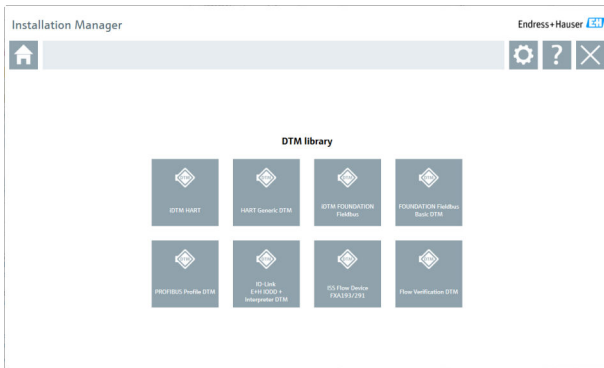 Installation Manager
Endress+Hauser EH
?
DTM library
iDTM HART
HART Generic DTM
iDTM FOUNDATION
Fieldbus
FOUNDATION Fieldbus
Basic DTM
PROFIBUS Profile DTM
IO-Link
E+H IODD +
Interpreter DTM
ISS Flow Device
FXA193/291
Flow Verification DTM